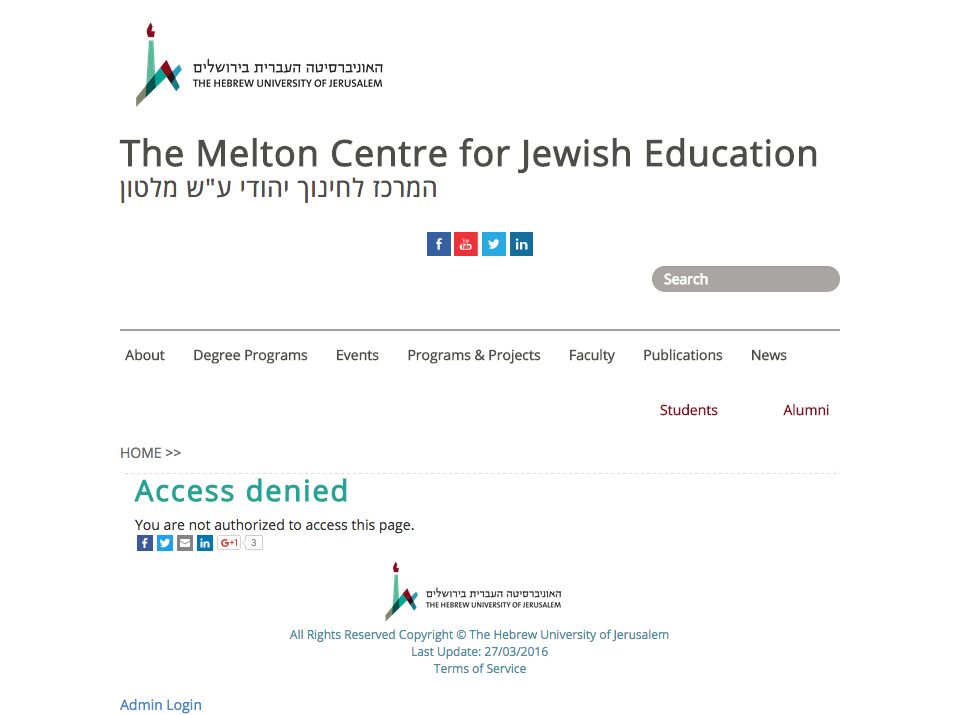 האוניברסיטה העברית בירושלים
THE HEBREW UNIVERSITY OF JERUSALEM
The Melton Centre for Jewish Education
המרכז לחינוך יהודי ע"ש מלטון
f You Tube in
Search
About Degree Programs Events Programs & Projects Faculty Publications News
Students Alumni
HOME >>
Access denied
You are not authorized to access this page.
f in G+1 3
האוניברסיטה העברית בירושלים
THE HEBREW UNIVERSITY OF JERUSALEM
All Rights Reserved Copyright © The Hebrew University of Jerusalem
Last Update: 27/03/2016
Terms of Service
Admin Login